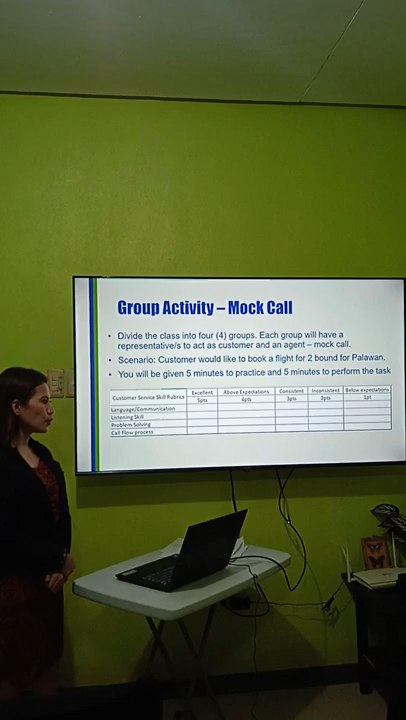 Group Activity – Mock Call
• Divide the class into four (4) groups. Each group will have a
representative/s to act as customer and an agent – mock call.
• Scenario: Customer would like to book a flight for 2 bound for Palawan.
• You will be given 5 minutes to practice and 5 minutes to perform the task
Customer Service Skill Rubrics Excellent Above Expectations Consistent Inconsistent Below expectations
5pts 4pts 3pts 2pts 1pt
Language/Communication
Listening Skill
Problem Solving
Call Flow process